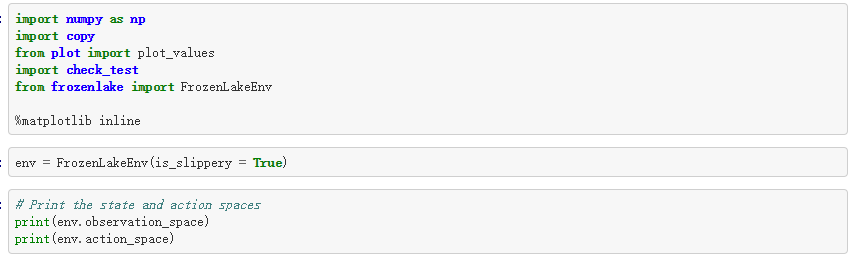 import numpy as np
import copy
from plot import plot_values
import check_test
from frozenlake import FrozenLakeEnv
%matplotlib inline
env = FrozenLakeEnv(is_slippery = True)
# Print the state and action spaces
print(env.observation_space)
print(env.action_space)